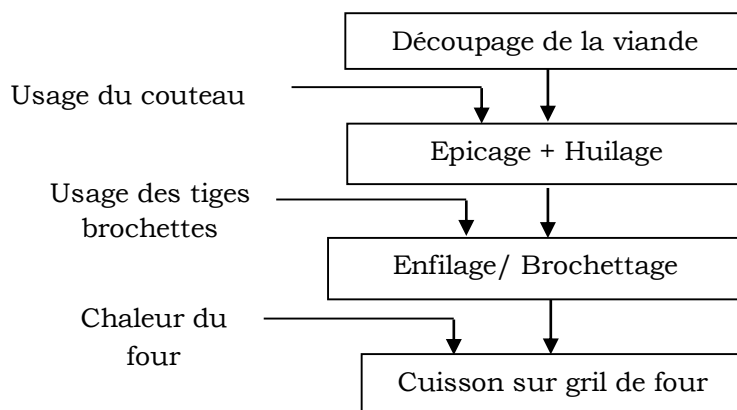 Découpage de la viande
Usage du couteau
Epicage + Huilage
Usage des tiges
brochettes
Enfilage/ Brochettage
Chaleur du
four
Cuisson sur gril de four